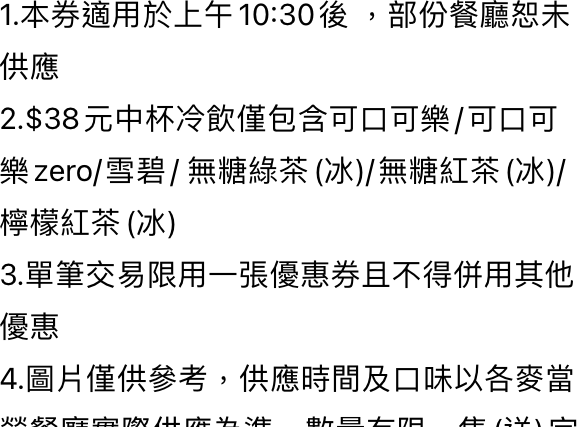 1.本券適用於上午10:30後，部份餐廳恕未
供應
2.$38元中杯冷飲僅包含可口可樂/可口可
樂zero/雪碧/ 無糖綠茶(冰)/無糖紅茶(冰)/
檸檬紅茶(冰)
3.單筆交易限用一張優惠券且不得併用其他
優惠
4.圖片僅供參考，供應時間及口味以各麥當